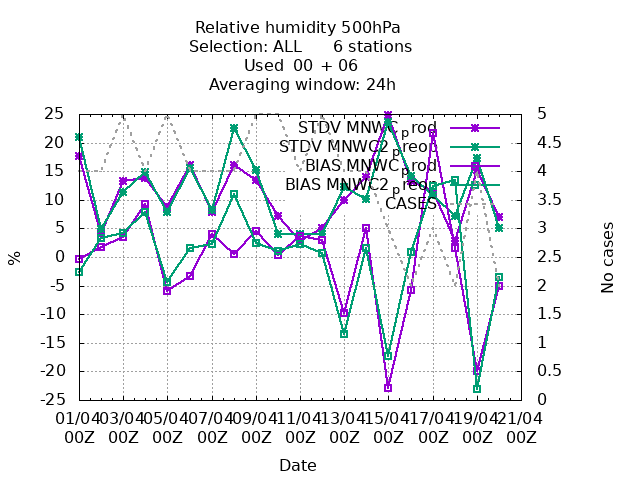 Relative humidity 500hPa
Selection: ALL 6 stations
Used 00 + 06
Averaging window: 24h
25 5
20 4.5
15 4
10 3.5
5 3
0 2.5
-5 2
-10 1.5
-15 1
-20 0.5
-25 0
STDV MNWC_prod
STDV MNWC2_preop
BIAS MNWC_prod
BIAS MNWC2_preop
CASES
%
No cases
01/04 03/04 05/04 07/04 09/04 11/04 13/04 15/04 17/04 19/04 21/04
00Z 00Z 00Z 00Z 00Z 00Z 00Z 00Z 00Z 00Z 00Z
Date